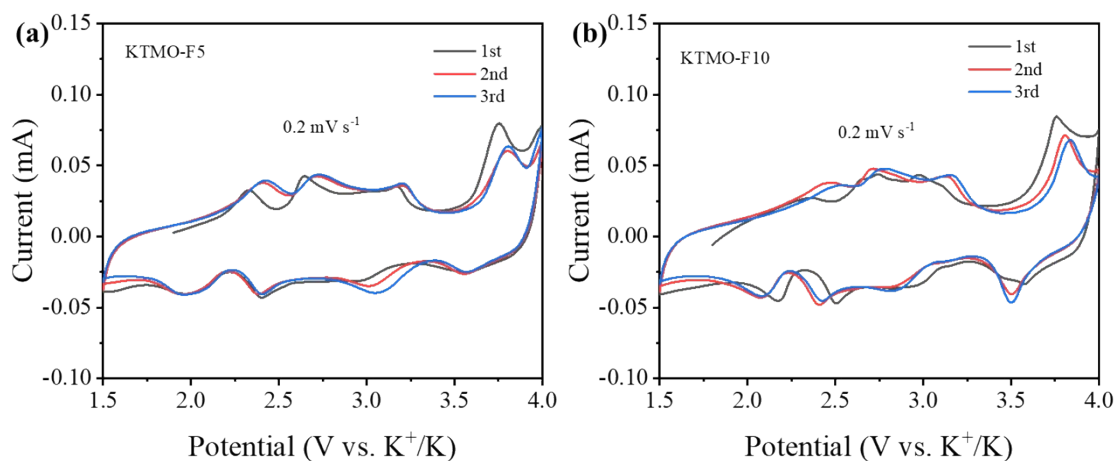 (a)
KTMO-F5
1st
2nd
3rd
0.2 mV s⁻¹
Current (mA)
0.15
0.10
0.05
0.00
-0.05
-0.10
1.5 2.0 2.5 3.0 3.5 4.0
Potential (V vs. K⁺/K)
(b)
KTMO-F10
1st
2nd
3rd
0.2 mV s⁻¹
Current (mA)
0.15
0.10
0.05
0.00
-0.05
-0.10
1.5 2.0 2.5 3.0 3.5 4.0
Potential (V vs. K⁺/K)